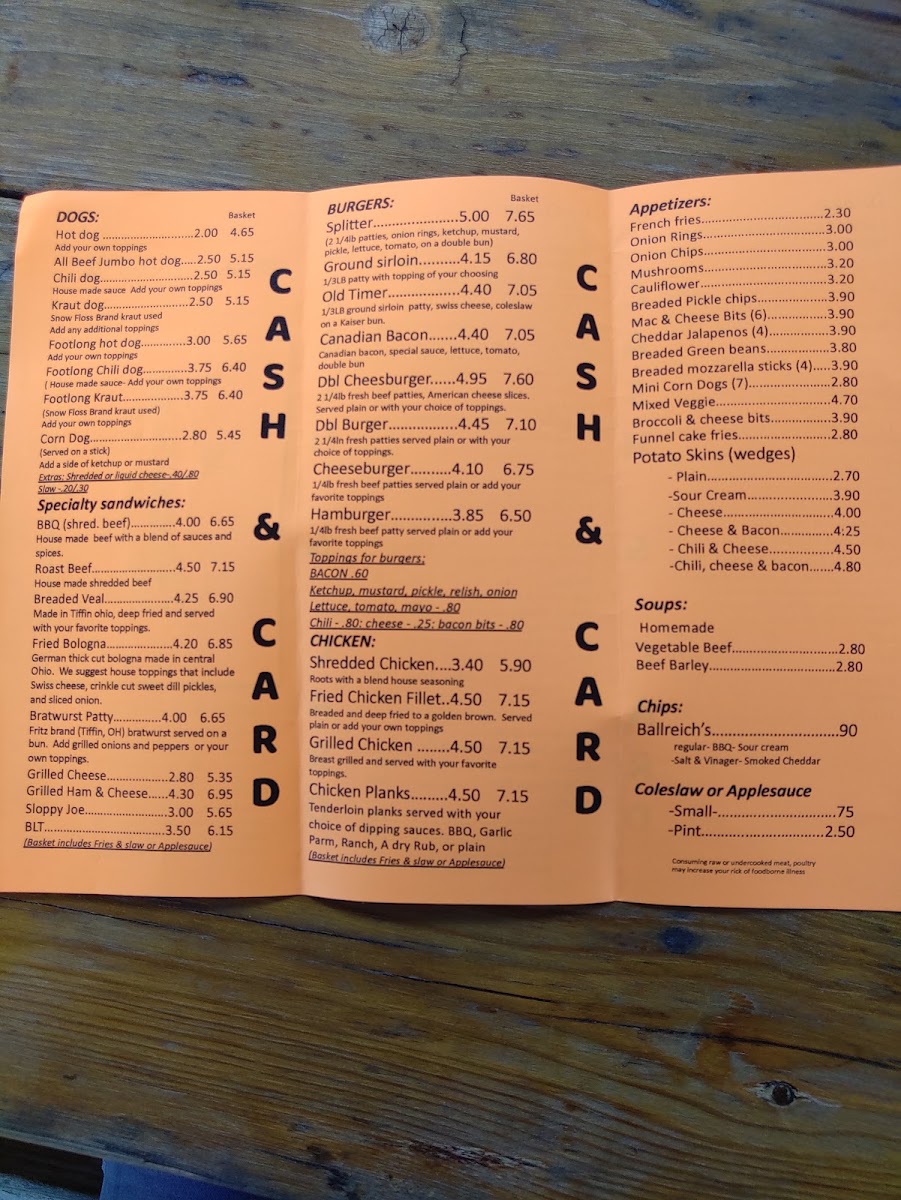 DOGS: Basket
Hot dog ............................2.00 4.65
Add your own toppings
All Beef Jumbo hot dog....2.50 5.15
Chili dog............................2.50 5.15
House made sauce Add your own toppings
Kraut dog..........................2.50 5.15
Snow Floss Brand kraut used
Add any additional toppings
Footlong hot dog.............3.00 5.65
Add your own toppings
Footlong Chili dog.............3.75 6.40
( House made sauce- Add your own toppings
Footlong Kraut..................3.75 6.40
(Snow Floss Brand kraut used)
Add your own toppings
Corn Dog...........................2.80 5.45
(Served on a stick)
Add a side of ketchup or mustard
Extras: Shredded or liquid cheese-.40/.80
Slaw -.20/.30
Specialty sandwiches:
BBQ (shred. beef)..............4.00 6.65
House made beef with a blend of sauces and
spices.
Roast Beef.........................4.50 7.15
House made shredded beef
Breaded Veal.....................4.25 6.90
Made in Tiffin ohio, deep fried and served
with your favorite toppings.
Fried Bologna....................4.20 6.85
German thick cut bologna made in central
Ohio. We suggest house toppings that include
Swiss cheese, crinkle cut sweet dill pickles,
and sliced onion.
Bratwurst Patty.................4.00 6.65
Fritz brand (Tiffin, OH) bratwurst served on a
bun. Add grilled onions and peppers or your
own toppings.
Grilled Cheese...................2.80 5.35
Grilled Ham & Cheese......4.30 6.95
Sloppy Joe.........................3.00 5.65
BLT.....................................3.50 6.15
(Basket includes Fries & slaw or Applesauce)
CASH
&
CARD
BURGERS: Basket
Splitter........................5.00 7.65
(2 1/4lb patties, onion rings, ketchup, mustard,
pickle, lettuce, tomato, on a double bun)
Ground sirloin.........4.15 6.80
1/3LB patty with topping of your choosing
Old Timer.................4.40 7.05
1/3LB ground sirloin patty, swiss cheese, coleslaw
on a Kaiser bun.
Canadian Bacon.......4.40 7.05
Canadian bacon, special sauce, lettuce, tomato,
double bun
Dbl Cheesburger......4.95 7.60
2 1/4lb fresh beef patties, American cheese slices.
Served plain or with your choice of toppings.
Dbl Burger................4.45 7.10
2 1/4ln fresh patties served plain or with your
choice of toppings.
Cheeseburger..........4.10 6.75
1/4lb fresh beef patties served plain or add your
favorite toppings
Hamburger..............3.85 6.50
1/4lb fresh beef patty served plain or add your
favorite toppings
Toppings for burgers:
BACON .60
Ketchup, mustard, pickle, relish, onion
Lettuce, tomato, mayo - .80
Chili - .80: cheese - .25: bacon bits - .80
CHICKEN:
Shredded Chicken....3.40 5.90
Roots with a blend house seasoning
Fried Chicken Fillet..4.50 7.15
Breaded and deep fried to a golden brown. Served
plain or add your own toppings
Grilled Chicken ........4.50 7.15
Breast grilled and served with your favorite
toppings.
Chicken Planks.........4.50 7.15
Tenderloin planks served with your
choice of dipping sauces. BBQ, Garlic
Parm, Ranch, A dry Rub, or plain
(Basket includes Fries & slaw or Applesauce)
CASH
&
CARD
Appetizers:
French fries............................2.30
Onion Rings...........................3.00
Onion Chips..........................3.00
Mushrooms..........................3.20
Cauliflower............................3.20
Breaded Pickle chips..............3.90
Mac & Cheese Bits (6)............3.90
Cheddar Jalapenos (4)............3.90
Breaded Green beans.............3.80
Breaded mozzarella sticks (4)....3.90
Mini Corn Dogs (7).................2.80
Mixed Veggie........................4.70
Broccoli & cheese bits............3.90
Funnel cake fries...................2.80
Potato Skins (wedges)
- Plain............................2.70
-Sour Cream.................3.90
- Cheese.......................4.00
- Cheese & Bacon..........4:25
- Chili & Cheese.............4.50
-Chili, cheese & bacon......4.80
Soups:
Homemade
Vegetable Beef.......................2.80
Beef Barley............................2.80
Chips:
Ballreich's............................90
regular- BBQ- Sour cream
-Salt & Vinager- Smoked Cheddar
Coleslaw or Applesauce
-Small-............................75
-Pint............................2.50
Consuming raw or undercooked meat, poultry
may increase your rick of foodborne illness